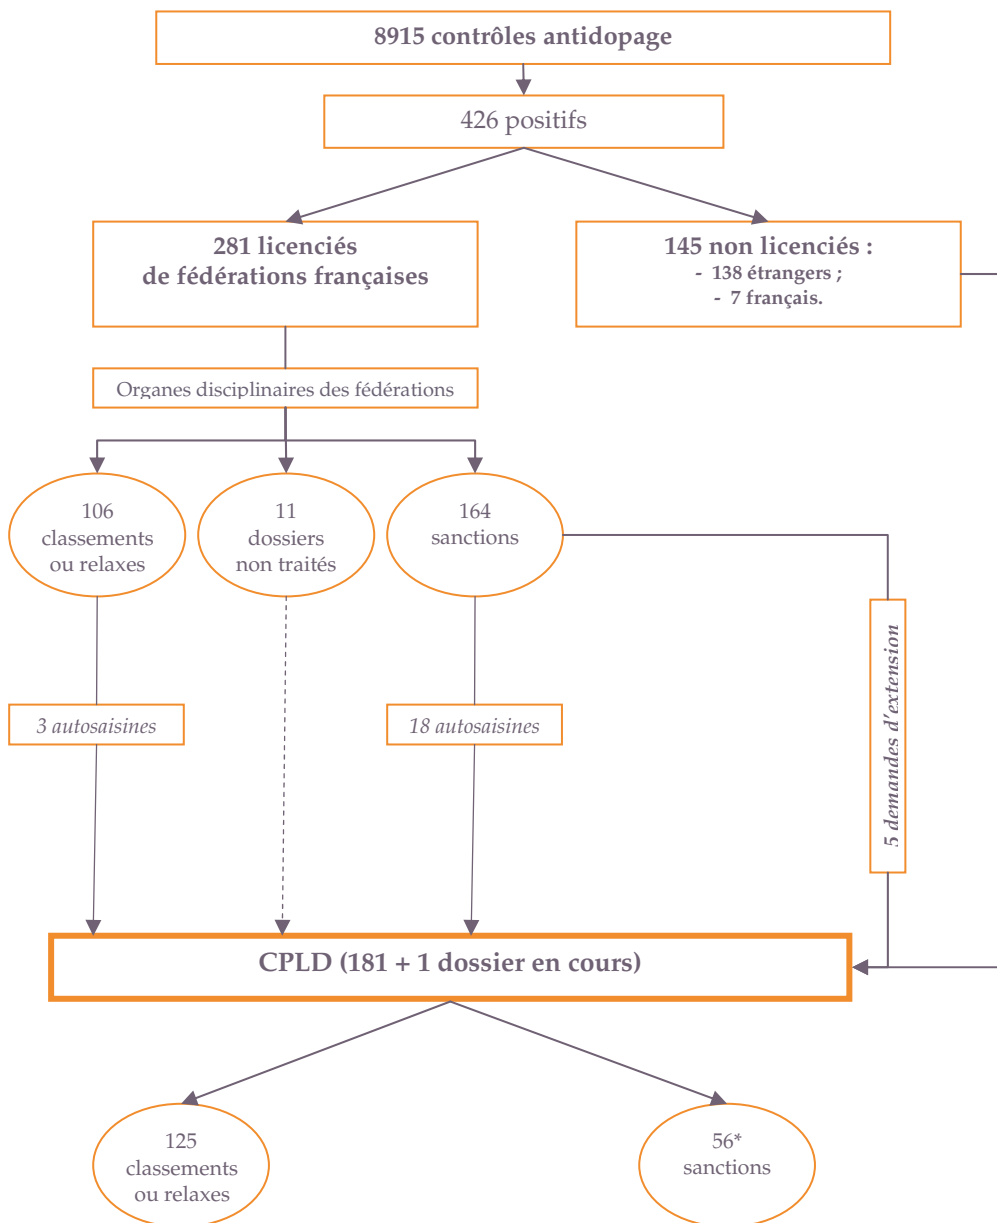 8915 contrôles antidopage
426 positifs
281 licenciés
de fédérations françaises
145 non licenciés :
- 138 étrangers ;
- 7 français.
Organes disciplinaires des fédérations
106
classements
ou relaxes
11
dossiers
non traités
164
sanctions
3 autosaisines
18 autosaisines
5 demandes d'extension
CPLD (181 + 1 dossier en cours)
125
classements
ou relaxes
56*
sanctions